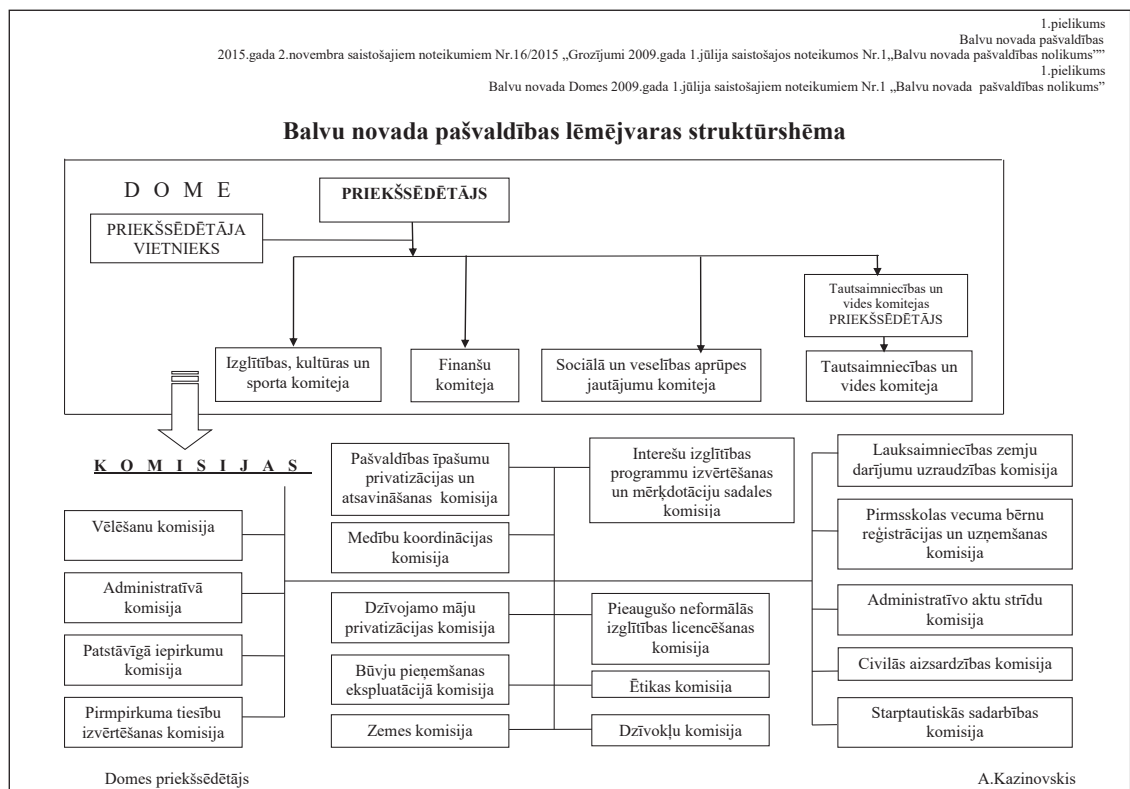 1.pielikums
Balvu novada pašvaldības
2015.gada 2.novembra saistošajiem noteikumiem Nr.16/2015 „Grozījumi 2009.gada 1.jūlija saistošajos noteikumos Nr.1„Balvu novada pašvaldības nolikums””
1.pielikums
Balvu novada Domes 2009.gada 1.jūlija saistošajiem noteikumiem Nr.1 „Balvu novada pašvaldības nolikums”
Balvu novada pašvaldības lēmējvaras struktūrshēma
D O M E
PRIEKŠSĒDĒTĀJS
PRIEKŠSĒDĒTĀJA
VIETNIEKS
Tautsaimniecības un
vides komitejas
PRIEKŠSĒDĒTĀJS
Izglītības, kultūras un
sporta komiteja
Finanšu
komiteja
Sociālā un veselības aprūpes
jautājumu komiteja
Tautsaimniecības un
vides komiteja
K O M I S I J A S
Vēlēšanu komisija
Administratīvā
komisija
Patstāvīgā iepirkumu
komisija
Pirmpirkuma tiesību
izvērtēšanas komisija
Pašvaldības īpašumu
privatizācijas un
atsavināšanas komisija
Medību koordinācijas
komisija
Dzīvojamo māju
privatizācijas komisija
Būvju pieņemšanas
ekspluatācijā komisija
Zemes komisija
Interešu izglītības
programmu izvērtēšanas
un mērķdotāciju sadales
komisija
Pieaugušo neformālās
izglītības licencēšanas
komisija
Ētikas komisija
Dzīvokļu komisija
Lauksaimniecības zemju
darījumu uzraudzības komisija
Pirmsskolas vecuma bērnu
reģistrācijas un uzņemšanas
komisija
Administratīvo aktu strīdu
komisija
Civilās aizsardzības komisija
Starptautiskās sadarbības
komisija
Domes priekšsēdētājs
A.Kazinovskis